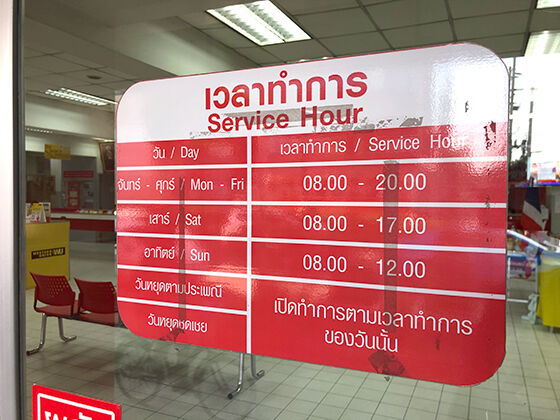 เวลาทำการ
Service Hour
วัน / Day
เวลาทำการ / Service Hour
จันทร์ - ศุกร์ / Mon - Fri
08.00 - 20.00
เสาร์ / Sat
08.00 - 17.00
อาทิตย์ / Sun
08.00 - 12.00
วันหยุดตามประเพณี
วันหยุดชดเชย
เปิดทำการตามเวลาทำการ
ของวันนั้น
WESTERN UNION WU